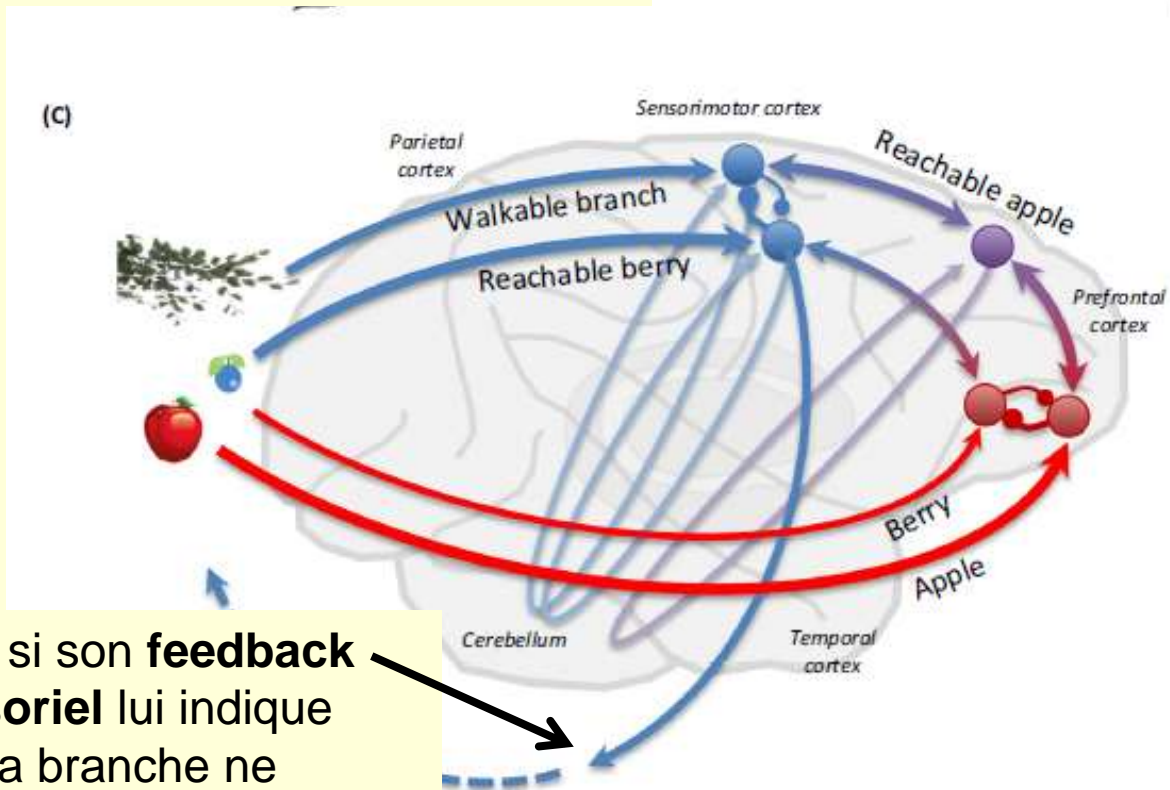 (C)
Sensorimotor cortex
Parietal
cortex
Reachable apple
Walkable branch
Reachable berry
Prefrontal
cortex
Berry
Apple
Cerebellum
Temporal
cortex
si son feedback
soriel lui indique
a branche ne